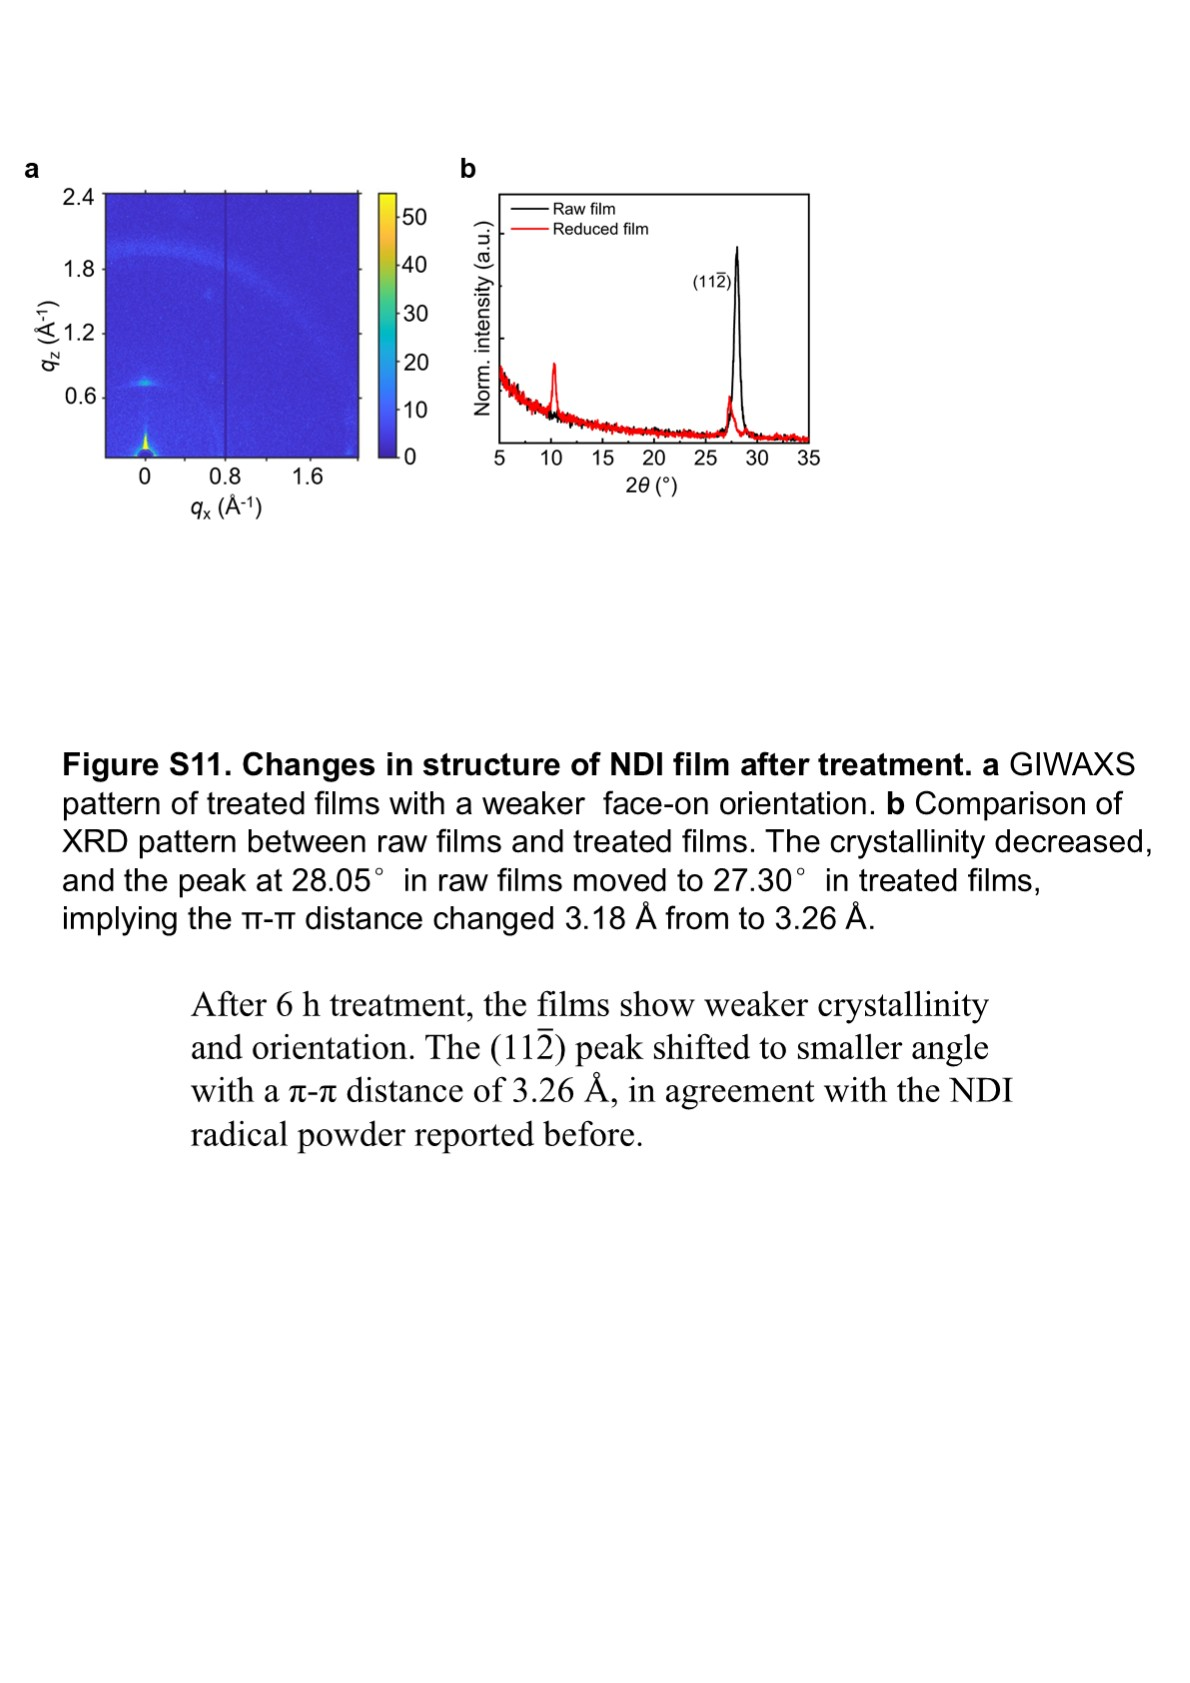 a
b
2.4
1.8
1.2
0.6
qz (Å-1)
0 0.8 1.6
qx (Å-1)
50
40
30
20
10
0
Raw film
Reduced film
(112̅)
Norm. intensity (a.u.)
5 10 15 20 25 30 35
2θ (°)
Figure S11. Changes in structure of NDI film after treatment. a GIWAXS
pattern of treated films with a weaker face-on orientation. b Comparison of
XRD pattern between raw films and treated films. The crystallinity decreased,
and the peak at 28.05° in raw films moved to 27.30° in treated films,
implying the π-π distance changed 3.18 Å from to 3.26 Å.
After 6 h treatment, the films show weaker crystallinity
and orientation. The (112̅) peak shifted to smaller angle
with a π-π distance of 3.26 Å, in agreement with the NDI
radical powder reported before.